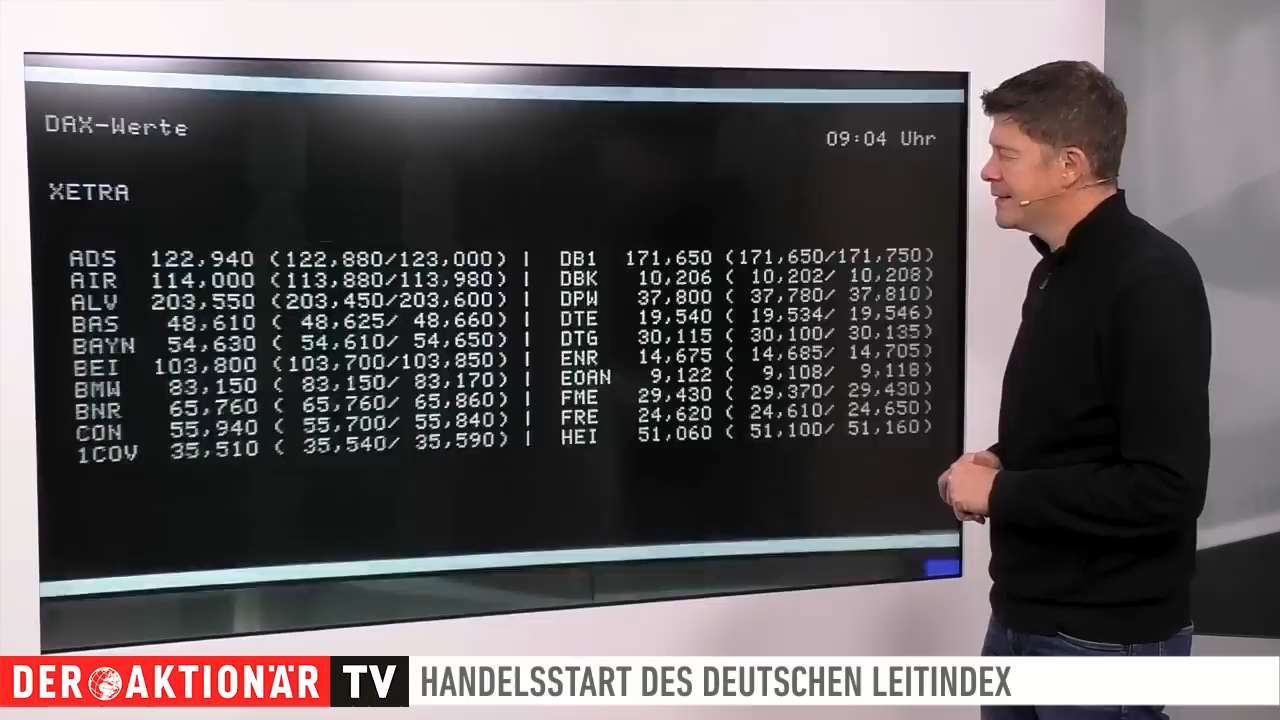 DAX-Werte
09:04 Uhr
XETRA
ADS 122,940 (122,880/123,000) | DB1 171,650 (171,650/171,750)
AIR 114,000 (113,880/113,980) | DBK 10,206 ( 10,202/ 10,208)
ALV 203,550 (203,450/203,600) | DPW 37,800 ( 37,780/ 37,810)
BAS 48,610 ( 48,625/ 48,660) | DTE 19,540 ( 19,534/ 19,546)
BAYN 54,630 ( 54,610/ 54,650) | DTG 30,115 ( 30,100/ 30,135)
BEI 103,800 (103,700/103,850) | ENR 14,675 ( 14,685/ 14,705)
BMW 83,150 ( 83,150/ 83,170) | EOAN 9,122 ( 9,108/ 9,118)
BNR 65,760 ( 65,760/ 65,860) | FME 29,430 ( 29,370/ 29,430)
CON 55,940 ( 55,700/ 55,840) | FRE 24,620 ( 24,610/ 24,650)
1COV 35,510 ( 35,540/ 35,590) | HEI 51,060 ( 51,100/ 51,160)
DER AKTIONÄR TV HANDELSSTART DES DEUTSCHEN LEITINDEX